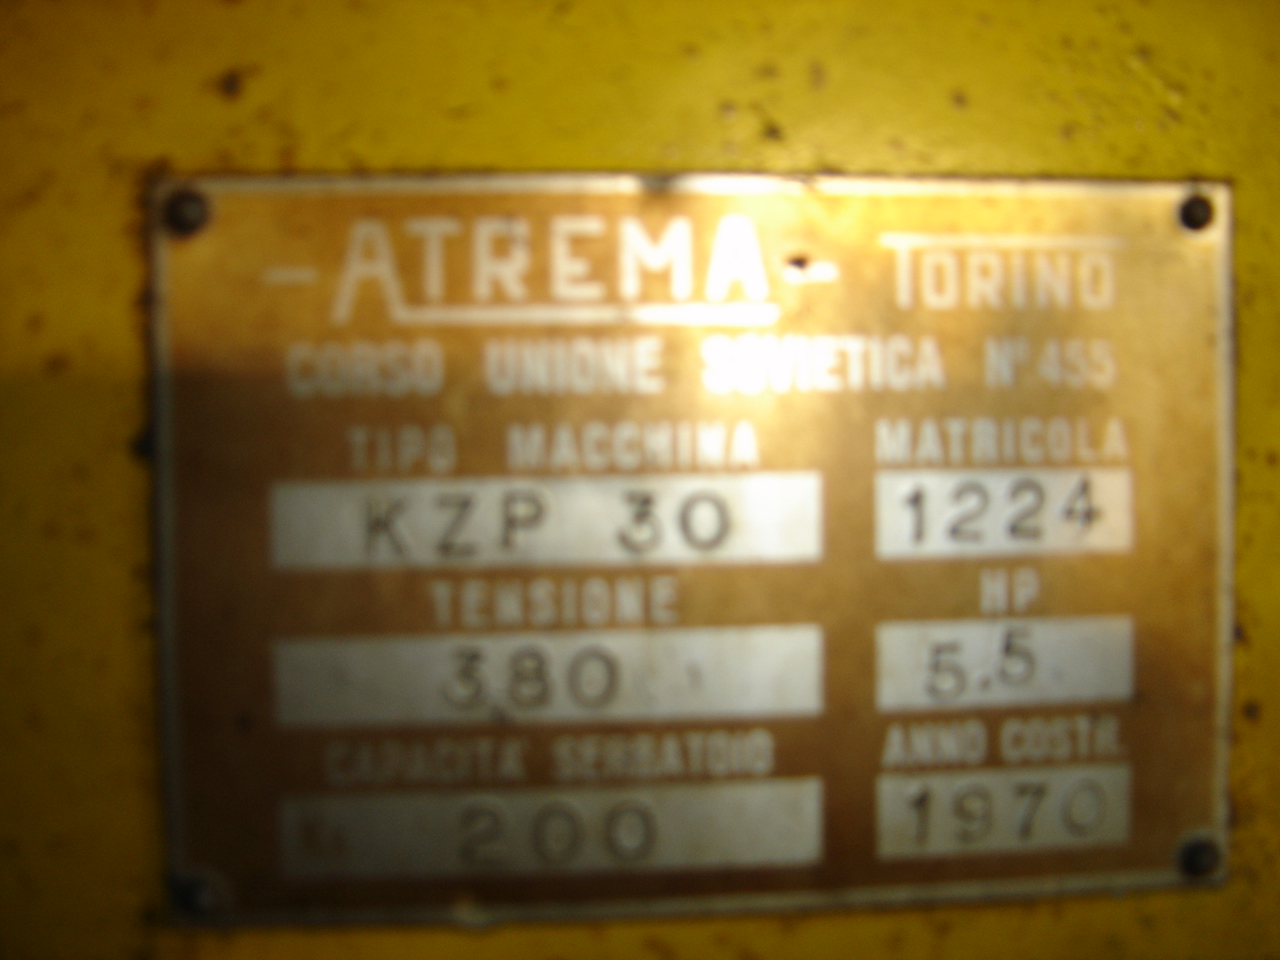 - ATREMA - TORINO
CORSO UNIONE SOVIETICA Nº 455
TIPO MACCHINA MATRICOLA
KZP 30 1224
TENSIONE HP
380 5.5
CAPACITA' SERBATOIO ANNO COSTR.
200 1970